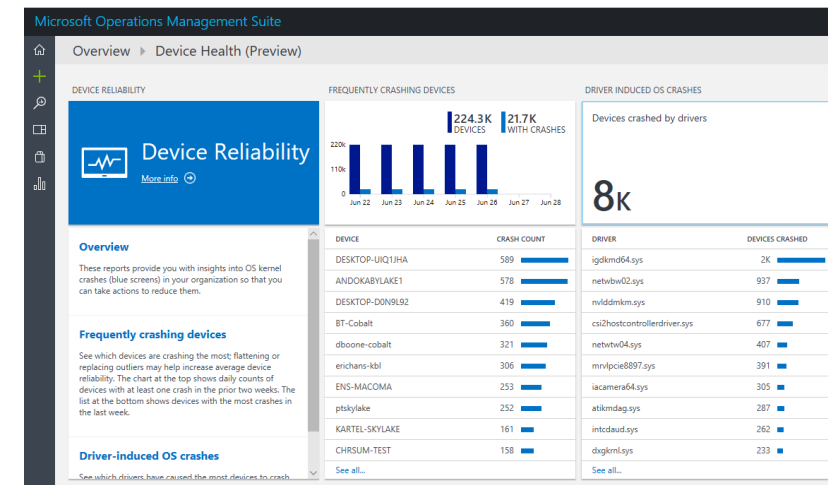 Microsoft Operations Management Suite
Overview Device Health (Preview)
DEVICE RELIABILITY
Device Reliability
More info
Overview
These reports provide you with insights into OS kernel
crashes (blue screens) in your organization so that you
can take actions to reduce them.
Frequently crashing devices
See which devices are crashing the most; flattening or
replacing outliers may help increase average device
reliability. The chart at the top shows daily counts of
devices with at least one crash in the prior two weeks. The
list at the bottom shows devices with the most crashes in
the last week.
Driver-induced OS crashes
See which drivers have caused the most devices to crash
FREQUENTLY CRASHING DEVICES
224.3K 21.7K
DEVICES WITH CRASHES
220k
110k
0
Jun 22 Jun 23 Jun 24 Jun 25 Jun 26 Jun 27 Jun 28
DEVICE CRASH COUNT
DESKTOP-UIQ1JHA 589
ANDOKABYLAKE1 578
DESKTOP-D0N9L92 419
BT-Cobalt 360
dboone-cobalt 321
erichans-kbl 306
ENS-MACOMA 253
ptskylake 252
KARTEL-SKYLAKE 161
CHRSUM-TEST 158
See all...
DRIVER INDUCED OS CRASHES
Devices crashed by drivers
8K
DRIVER DEVICES CRASHED
igdkmd64.sys 2K
netwbw02.sys 937
nvlddmkm.sys 910
csi2hostcontrollerdriver.sys 677
netwtw04.sys 407
mrvlpcie8897.sys 391
iacamera64.sys 305
atikmdag.sys 287
intcdaud.sys 262
dxgkrnl.sys 233
See all...